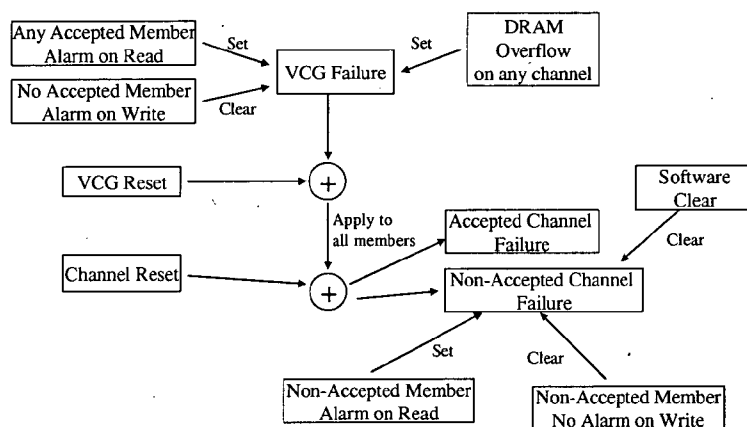 Any Accepted Member
Alarm on Read
Set
Set
DRAM
Overflow
on any channel
VCG Failure
No Accepted Member
Alarm on Write
Clear
VCG Reset
+
Software
Clear
Apply to
all members
Accepted Channel
Failure
Clear
Channel Reset
+
Non-Accepted Channel
Failure
Set
Clear
Non-Accepted Member
Alarm on Read
Non-Accepted Member
No Alarm on Write